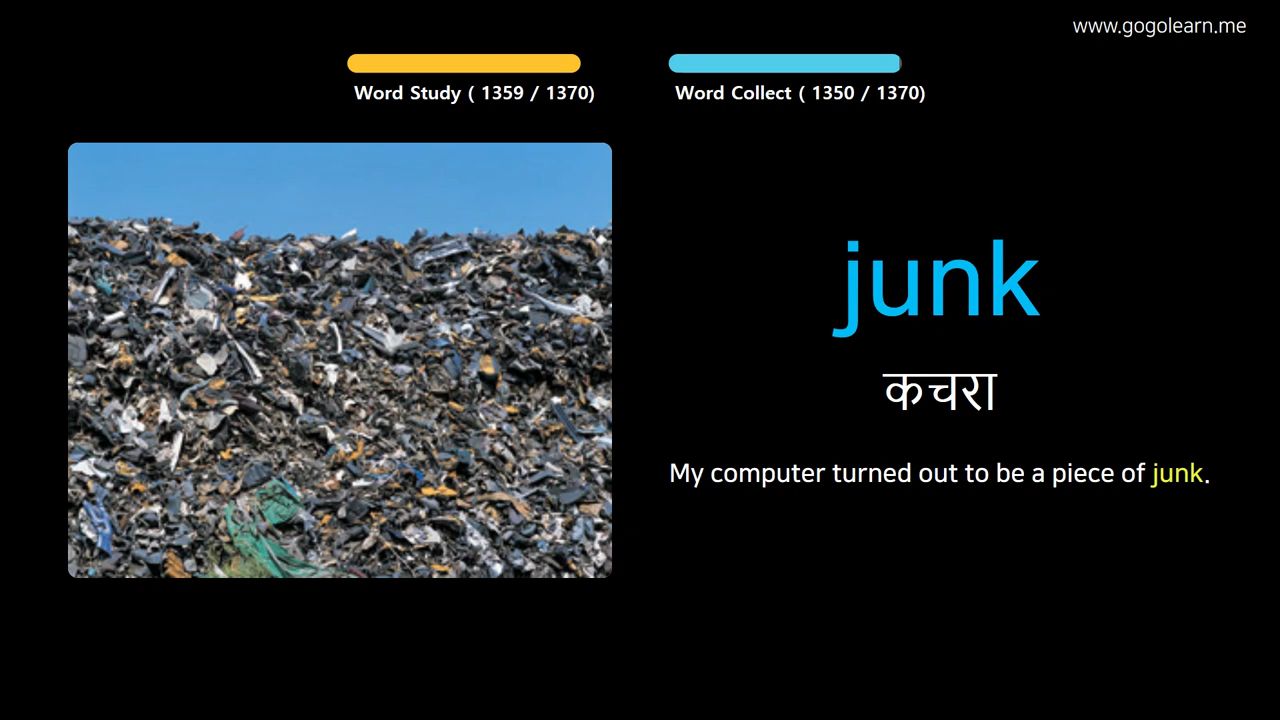 www.gogolearn.me
Word Study ( 1359 / 1370)
Word Collect ( 1350 / 1370)
junk
कचरा
My computer turned out to be a piece of junk.